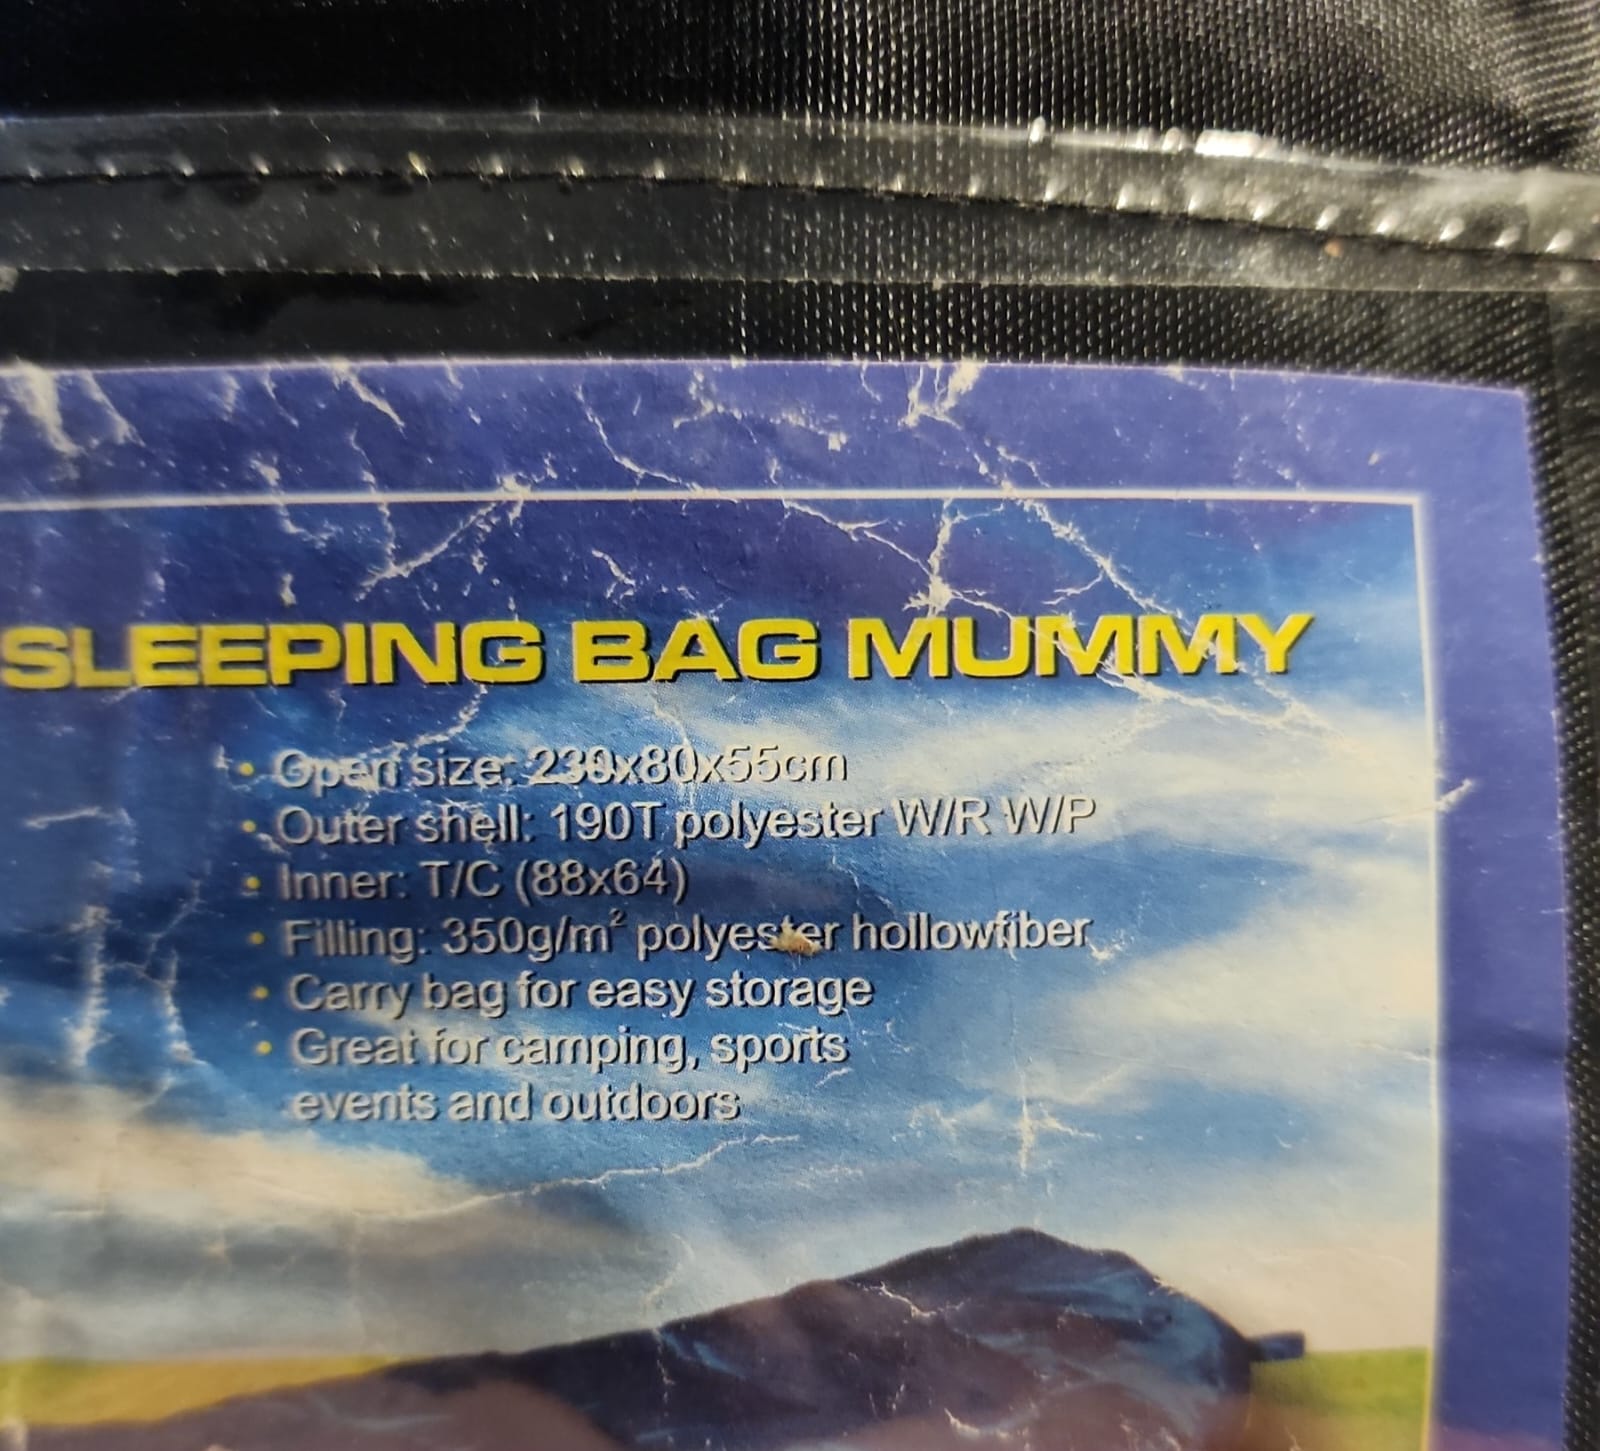 SLEEPING BAG MUMMY
• Open size: 230x80x55cm
• Outer shell: 190T polyester W/R W/P
• Inner: T/C (88x64)
• Filling: 350g/m² polyester hollowfiber
• Carry bag for easy storage
• Great for camping, sports
events and outdoors